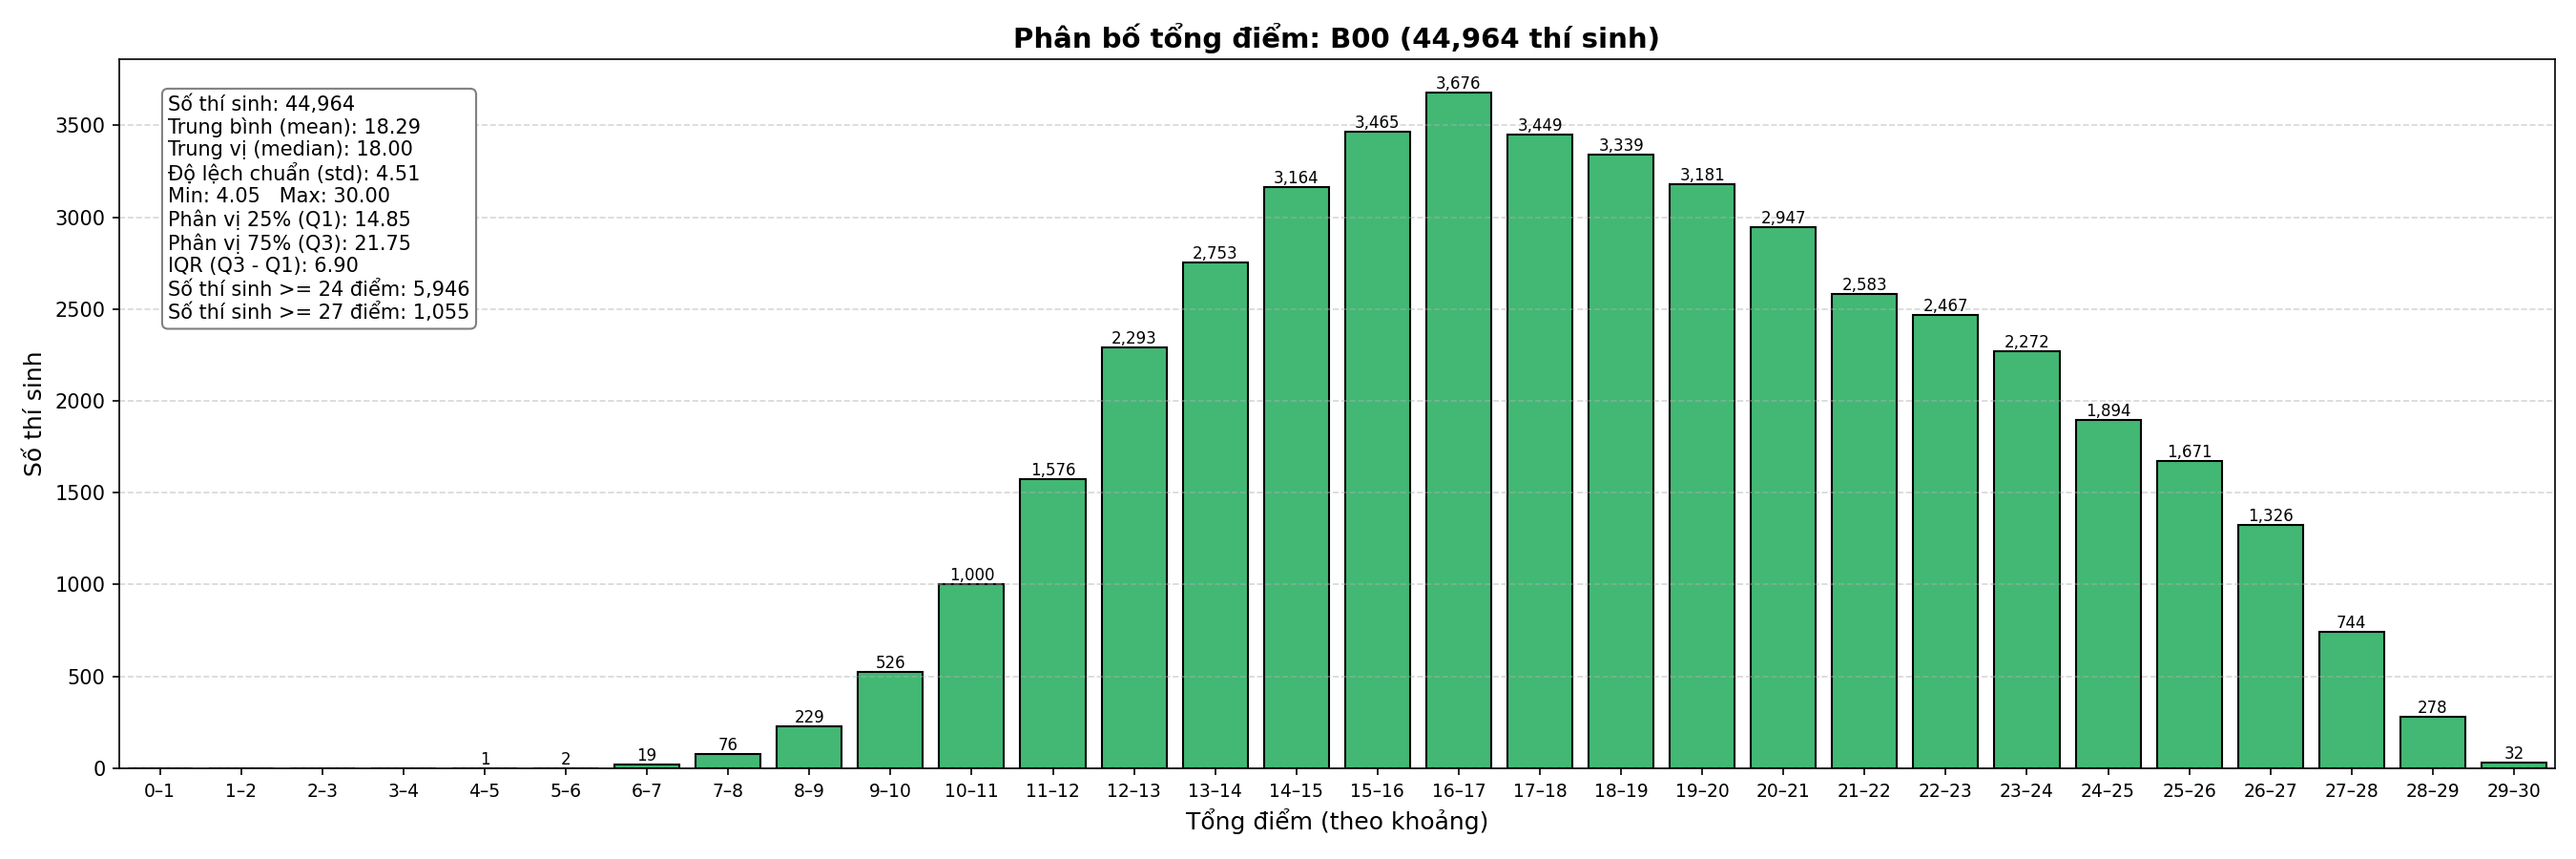 Phân bố tổng điểm: B00 (44,964 thí sinh)
Số thí sinh: 44,964
Trung bình (mean): 18.29
Trung vị (median): 18.00
Độ lệch chuẩn (std): 4.51
Min: 4.05   Max: 30.00
Phân vị 25% (Q1): 14.85
Phân vị 75% (Q3): 21.75
IQR (Q3 - Q1): 6.90
Số thí sinh >= 24 điểm: 5,946
Số thí sinh >= 27 điểm: 1,055
Số thí sinh
3500
3000
2500
2000
1500
1000
500
0
1
2
19
76
229
526
1,000
1,576
2,293
2,753
3,164
3,465
3,676
3,449
3,339
3,181
2,947
2,583
2,467
2,272
1,894
1,671
1,326
744
278
32
0–1 1–2 2–3 3–4 4–5 5–6 6–7 7–8 8–9 9–10 10–11 11–12 12–13 13–14 14–15 15–16 16–17 17–18 18–19 19–20 20–21 21–22 22–23 23–24 24–25 25–26 26–27 27–28 28–29 29–30
Tổng điểm (theo khoảng)